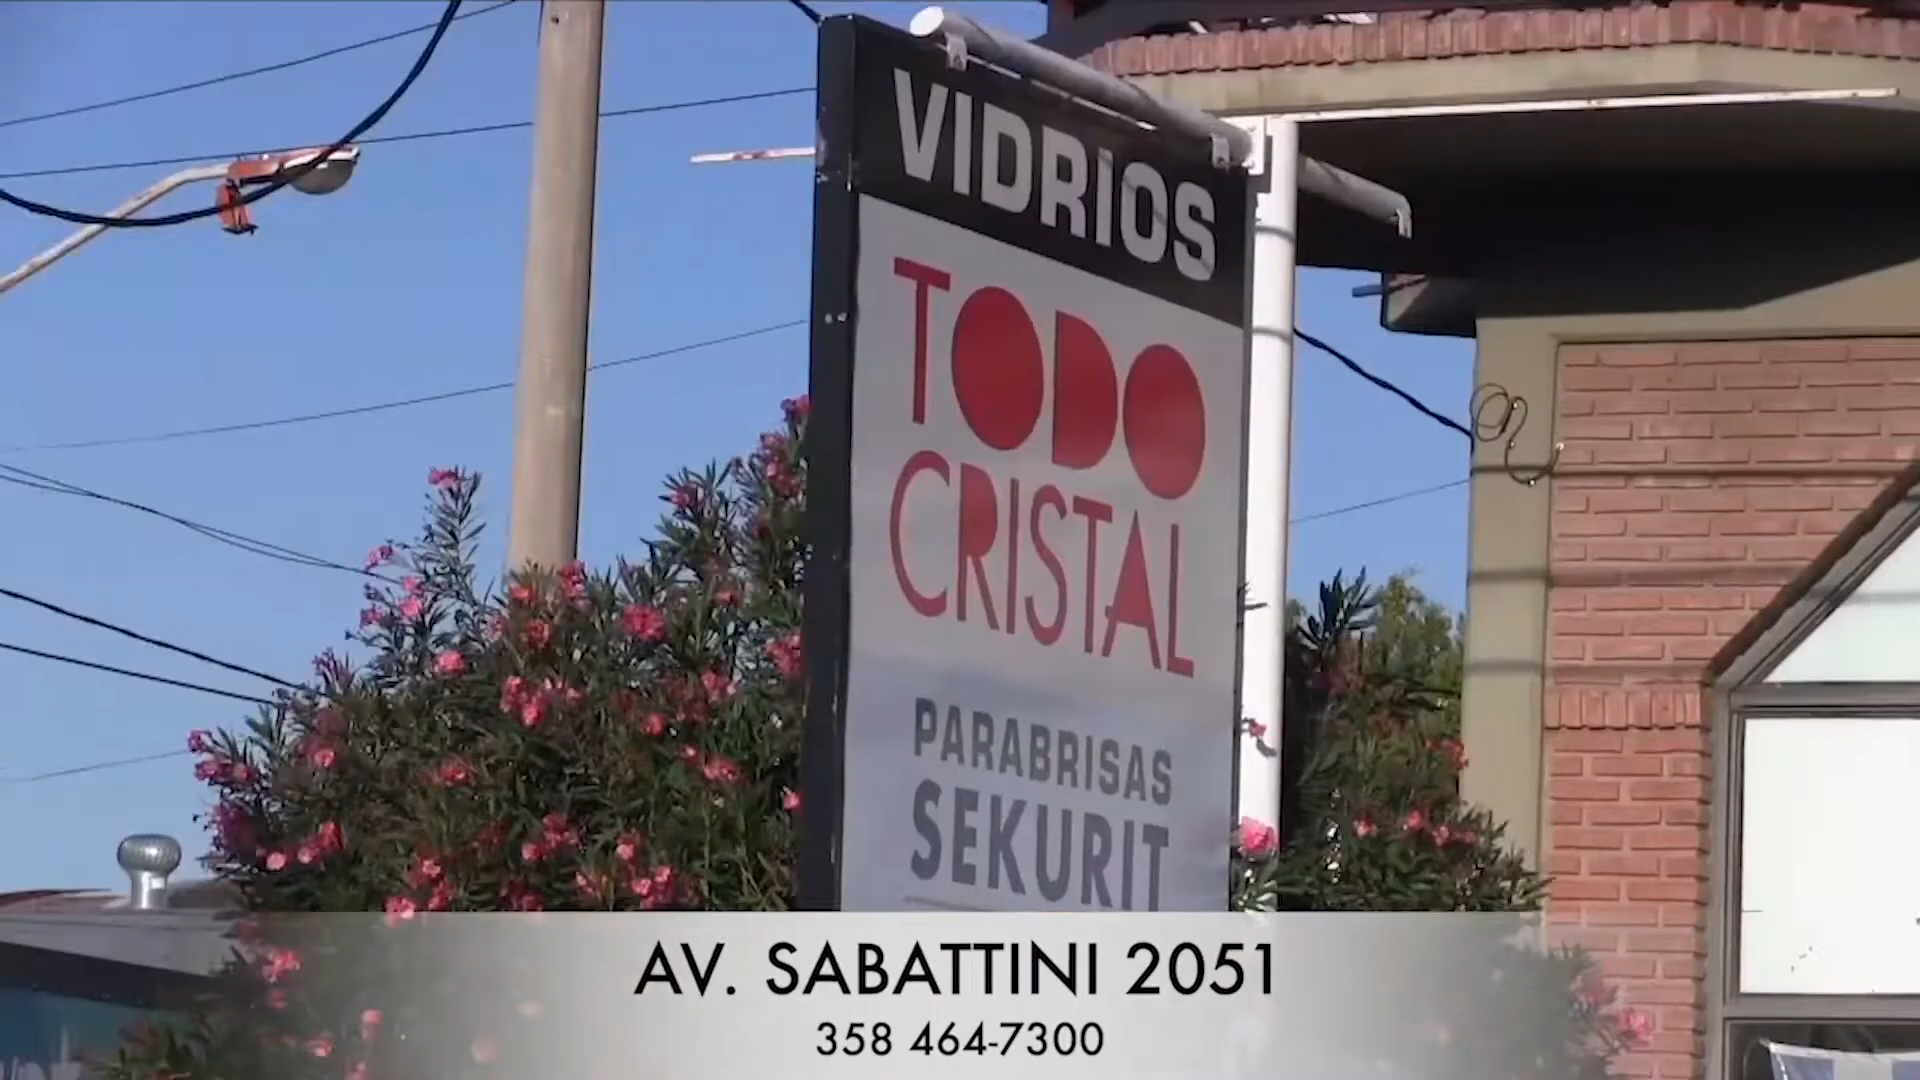 VIDRIOS
TODO
CRISTAL
PARABRISAS
SEKURIT
AV. SABATTINI 2051
358 464-7300